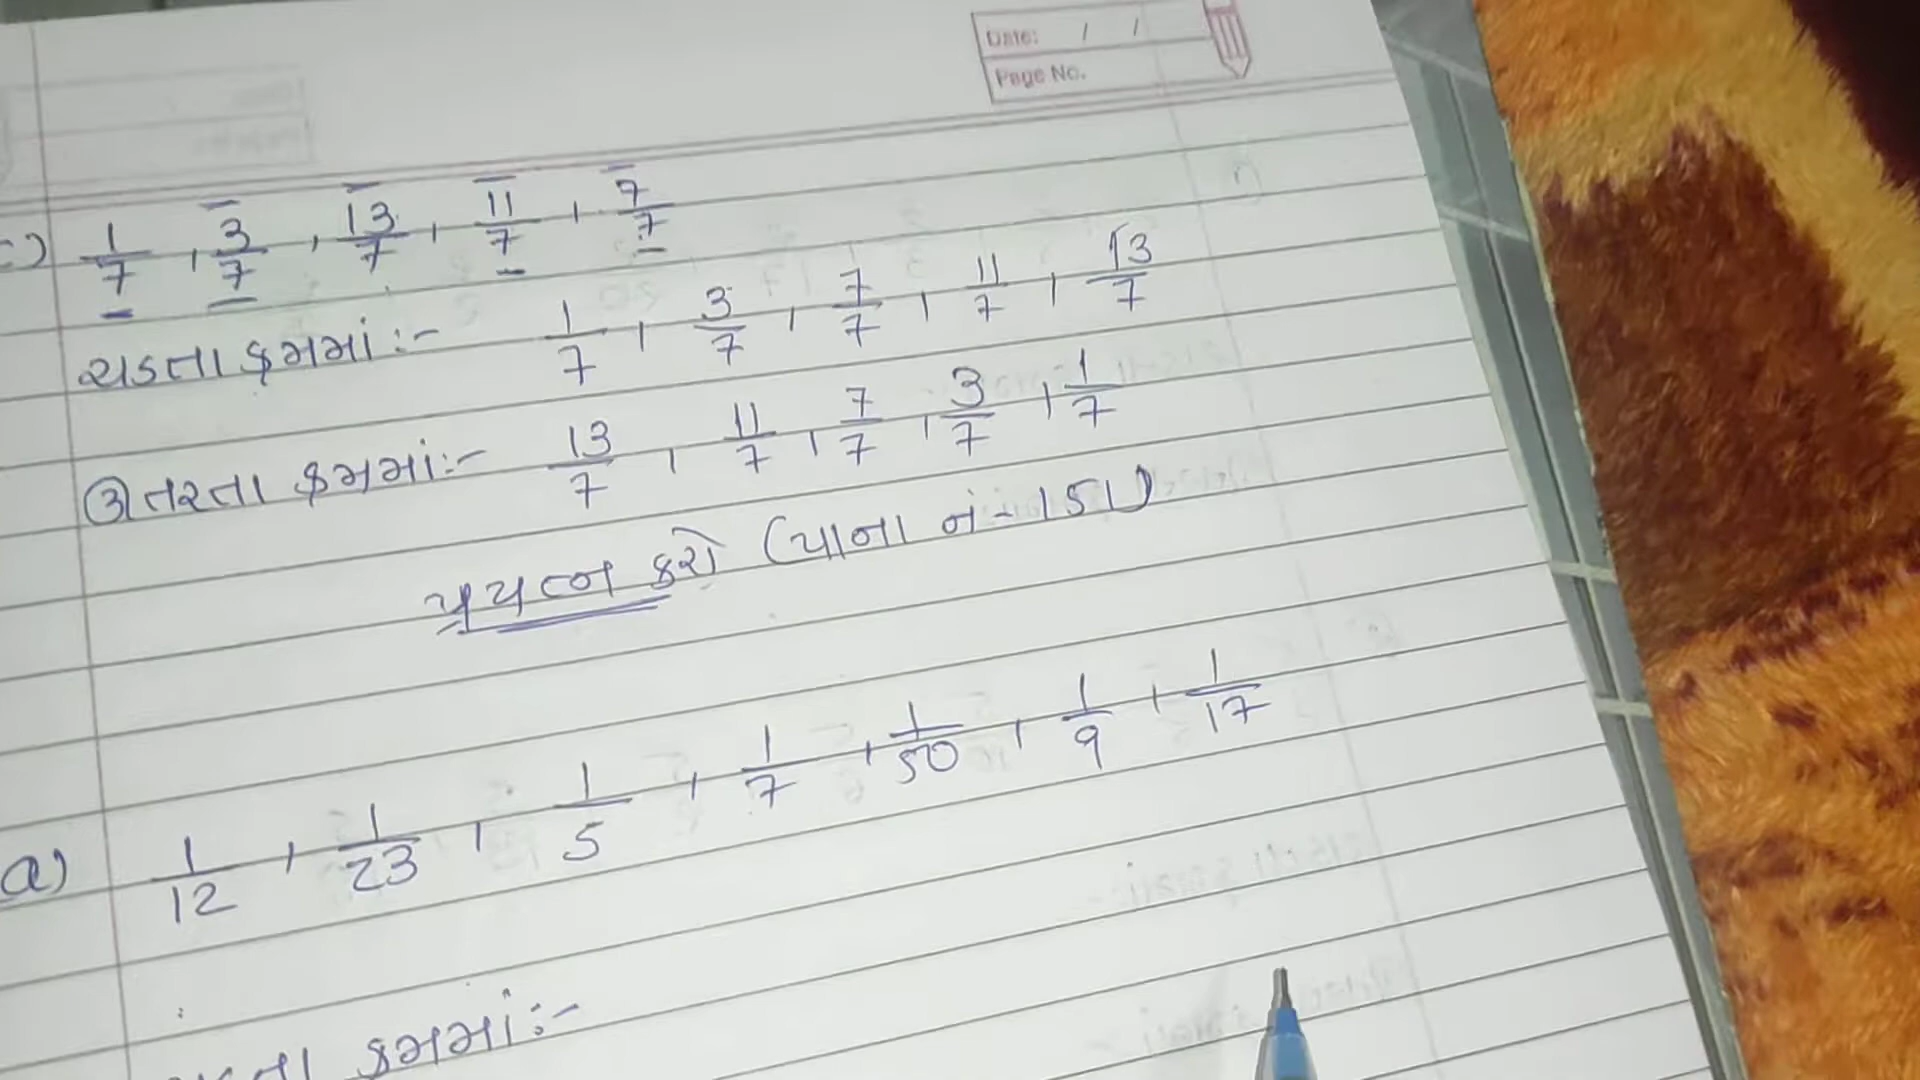 Date: / /
Page No.
c) 1/7 , 3/7 , 13/7 , 11/7 , 7/7
ચડતા ક્રમમાં :- 1/7 , 3/7 , 7/7 , 11/7 , 13/7
ઉતરતા ક્રમમાં :- 13/7 , 11/7 , 7/7 , 3/7 , 1/7
પ્રયત્ન કરો (પાના નં - 151)
a) 1/12 , 1/23 , 1/5 , 1/7 , 1/50 , 1/9 , 1/17
ક્રમમાં :-